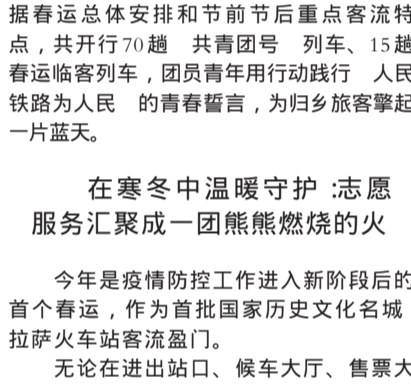 据春运总体安排和节前节后重点客流特
点，共开行70趟 共青团号 列车、15趟
春运临客列车，团员青年用行动践行 人民
铁路为人民 的青春誓言，为归乡旅客擎起
一片蓝天。
在寒冬中温暖守护:志愿
服务汇聚成一团熊熊燃烧的火
今年是疫情防控工作进入新阶段后的
首个春运，作为首批国家历史文化名城，
拉萨火车站客流盈门。
无论在进出站口、候车大厅、售票大